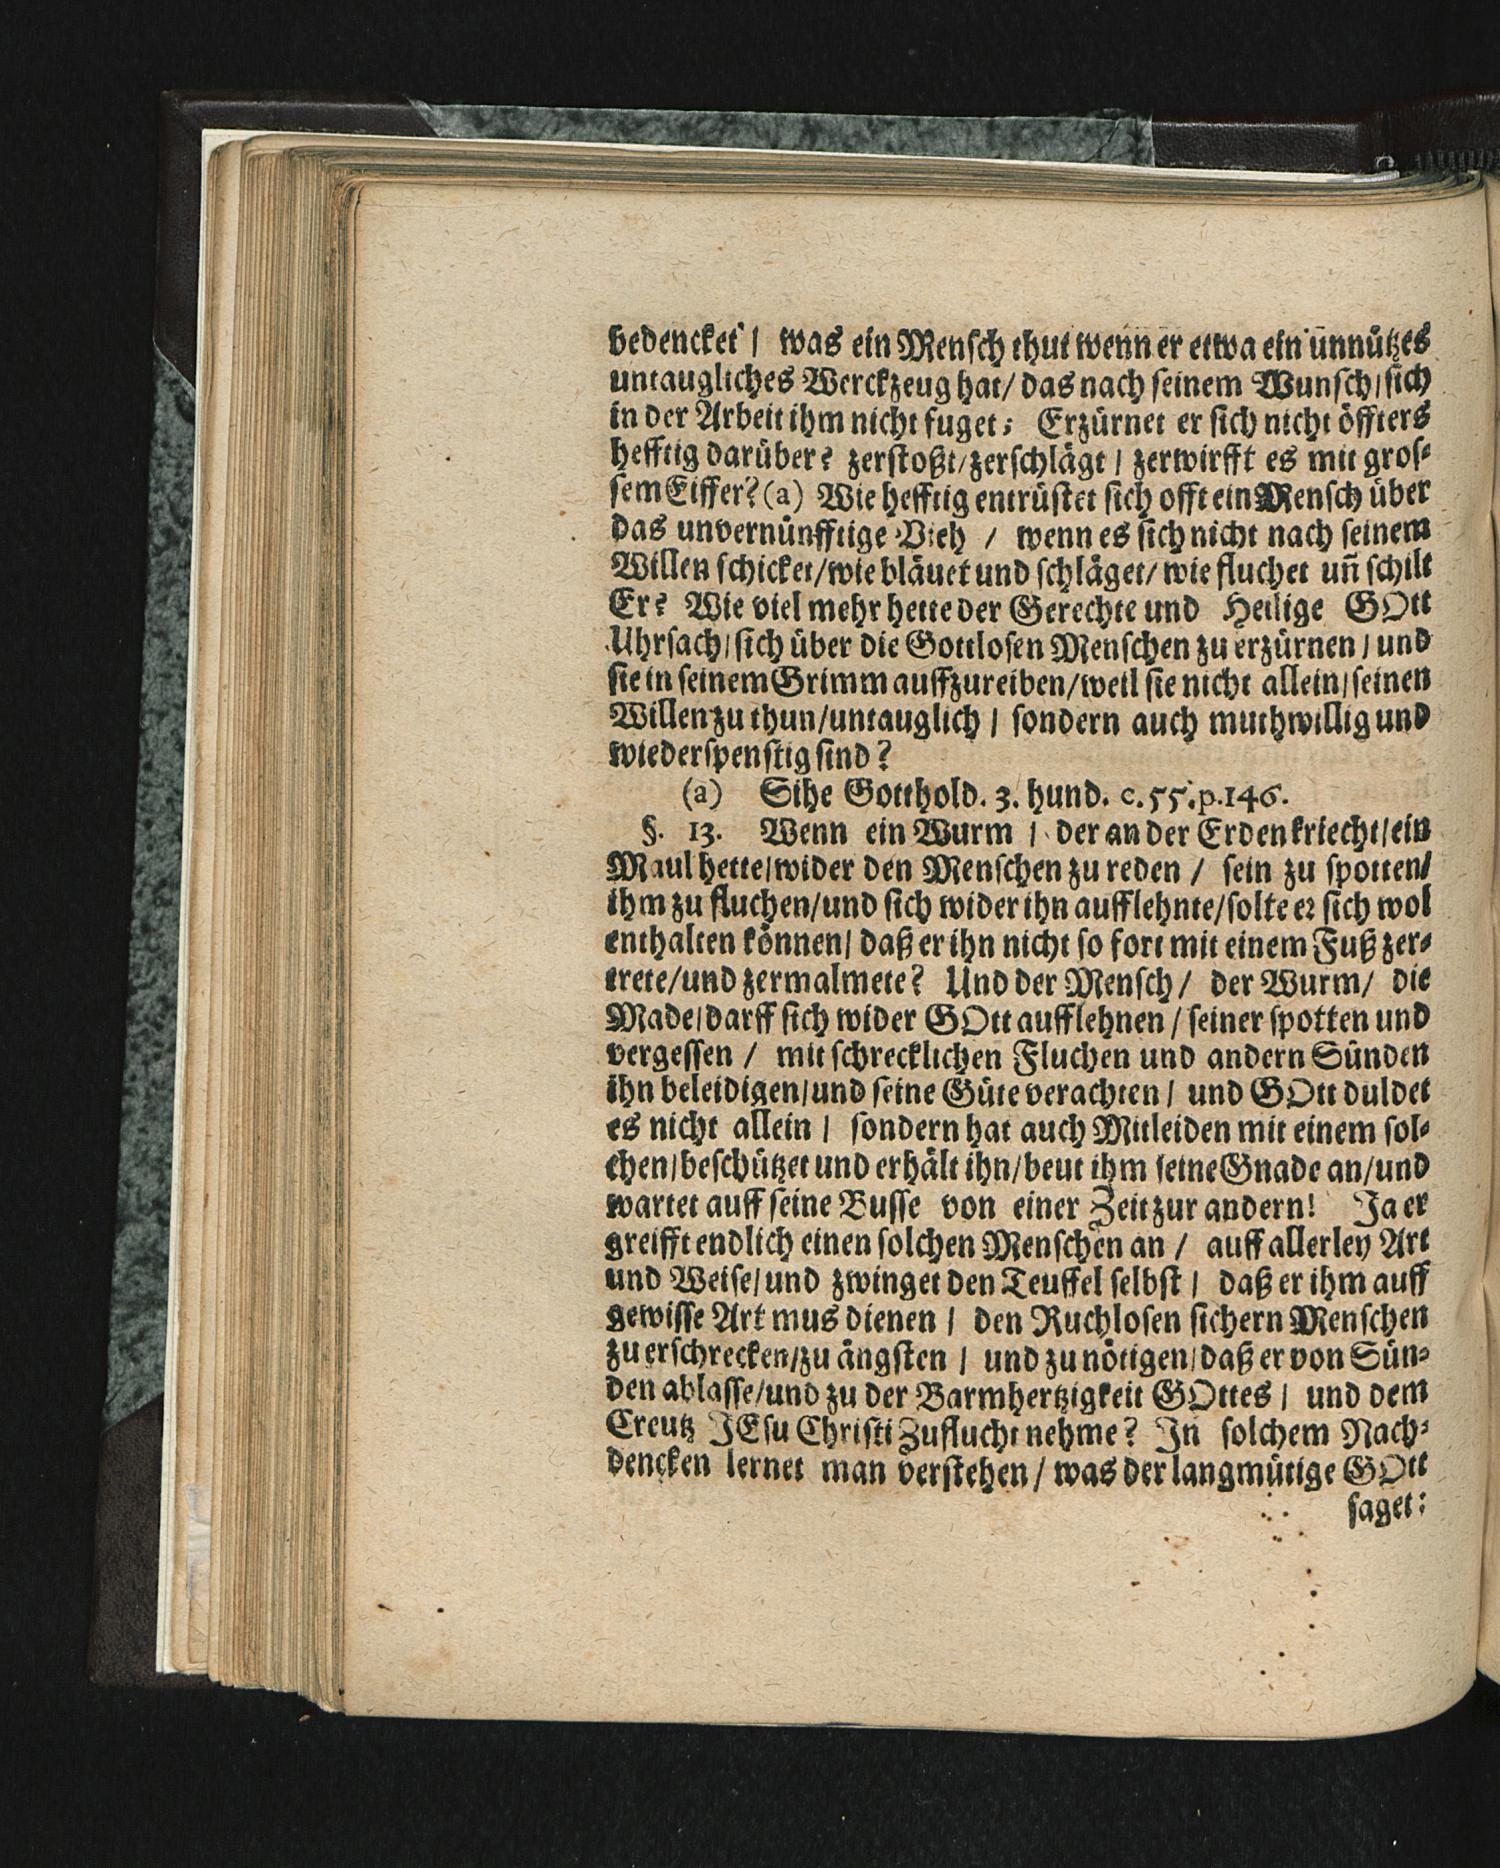 bedencket / was ein Mensch thut wenn er etwa ein unnützes
untaugliches Werckzeug hat / das nach seinem Wunsch / sich
in der Arbeit ihm nicht fuget; Erzürnet er sich nicht öffters
hefftig darüber? zerstoßt / zerschlägt / zerwirfft es mit gros-
sem Eiffer? (a) Wie hefftig entrüstet sich offt ein Mensch über
das unvernünfftige Vieh / wenn es sich nicht nach seinem
Willen schicket / wie bläuet und schläget / wie fluchet uñ schilt
Er? Wie viel mehr hette der Gerechte und Heilige GOtt
Uhrsach / sich über die Gottlosen Menschen zu erzürnen / und
sie in seinem Grimm auffzureiben / weil sie nicht allein / seinen
Willen zu thun / untauglich / sondern auch muthwillig und
wiederspenstig sind?
(a) Sihe Gotthold. 3. hund. c. 55. p. 146.
§. 13. Wenn ein Wurm / der an der Erden kriecht / ein
Maul hette / wider den Menschen zu reden / sein zu spotten /
ihm zu fluchen / und sich wider ihn aufflehnte / solte er sich wol
enthalten können / daß er ihn nicht so fort mit einem Fuß zer-
trete / und zermalmete? Und der Mensch / der Wurm / die
Made / darff sich wider GOtt aufflehnen / seiner spotten und
vergessen / mit schrecklichen Fluchen und andern Sünden
ihn beleidigen / und seine Güte verachten / und GOtt duldet
es nicht allein / sondern hat auch Mitleiden mit einem sol-
chen / beschützet und erhält ihn / beut ihm seine Gnade an / und
wartet auff seine Busse von einer Zeit zur andern! Ja er
greifft endlich einen solchen Menschen an / auff allerley Art
und Weise / und zwinget den Teuffel selbst / daß er ihm auff
gewisse Art mus dienen / den Ruchlosen sichern Menschen
zu erschrecken / zu ängsten / und zu nötigen / daß er von Sün-
den ablasse / und zu der Barmhertzigkeit GOttes / und dem
Creutz JEsu Christi Zuflucht nehme? In solchem Nach-
dencken lernet man verstehen / was der langmütige GOtt
saget: